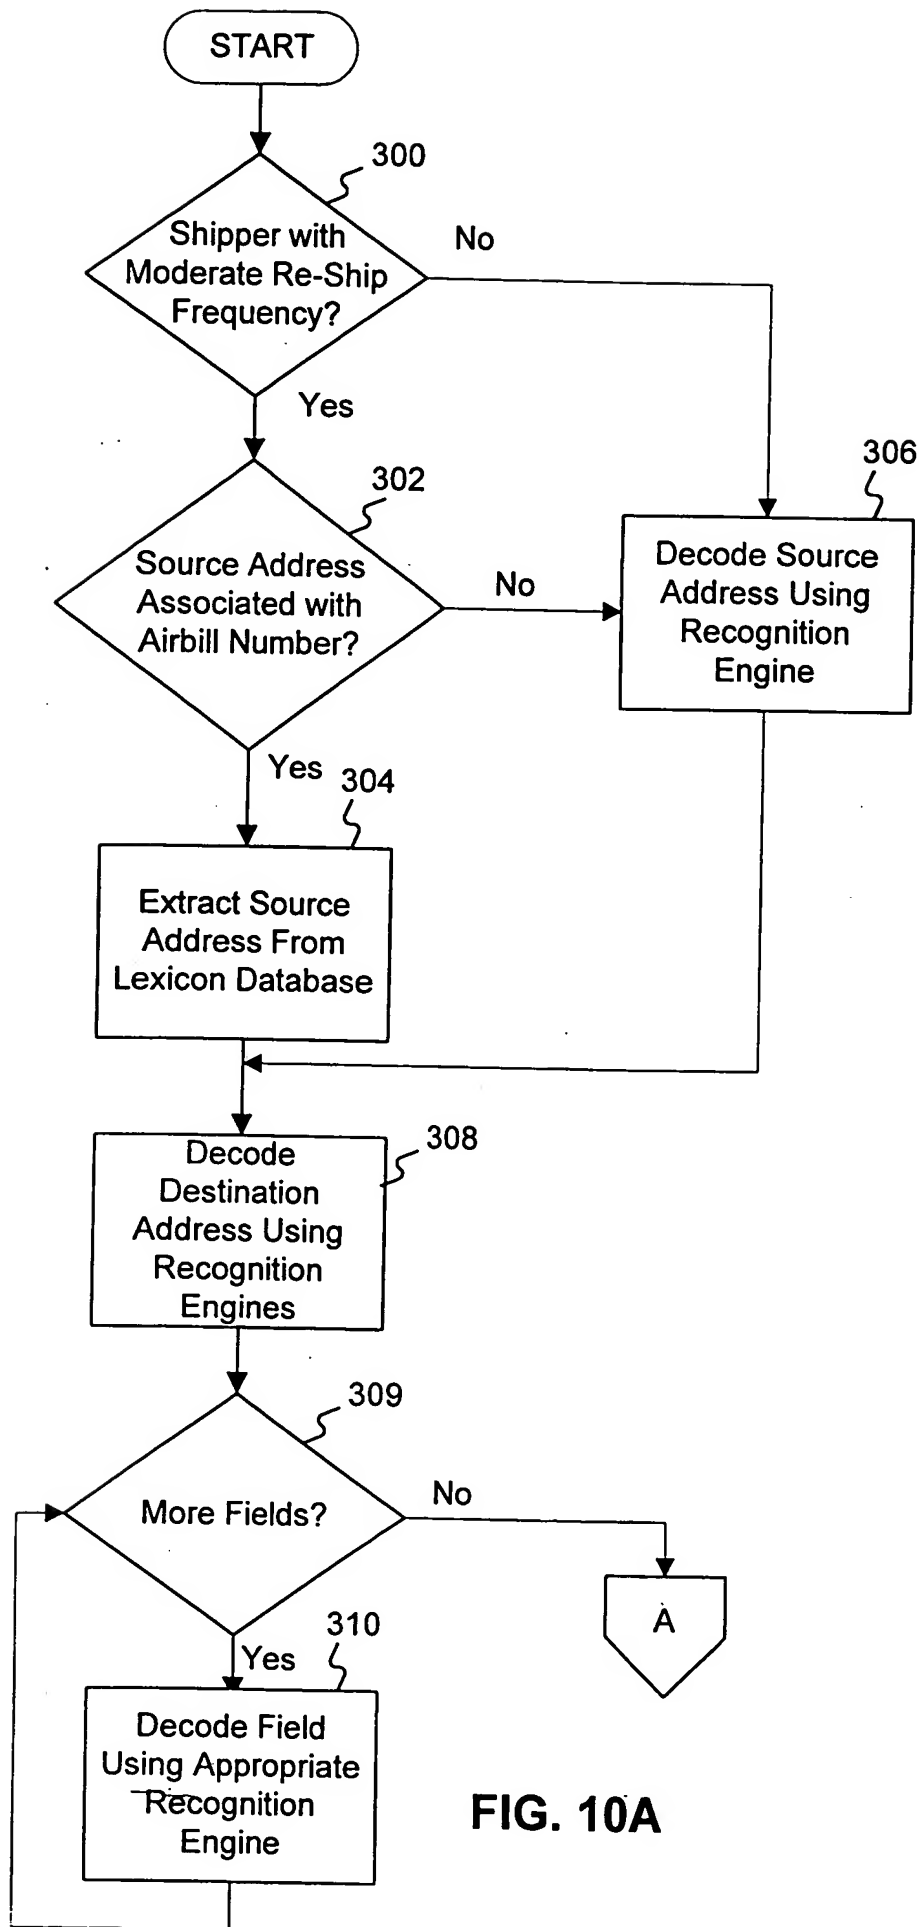 START
300
Shipper with
Moderate Re-Ship
Frequency?
No
Yes
302
Source Address
Associated with
Airbill Number?
No
306
Decode Source
Address Using
Recognition
Engine
Yes
304
Extract Source
Address From
Lexicon Database
308
Decode
Destination
Address Using
Recognition
Engines
309
More Fields?
No
A
Yes
310
Decode Field
Using Appropriate
Recognition
Engine
FIG. 10A